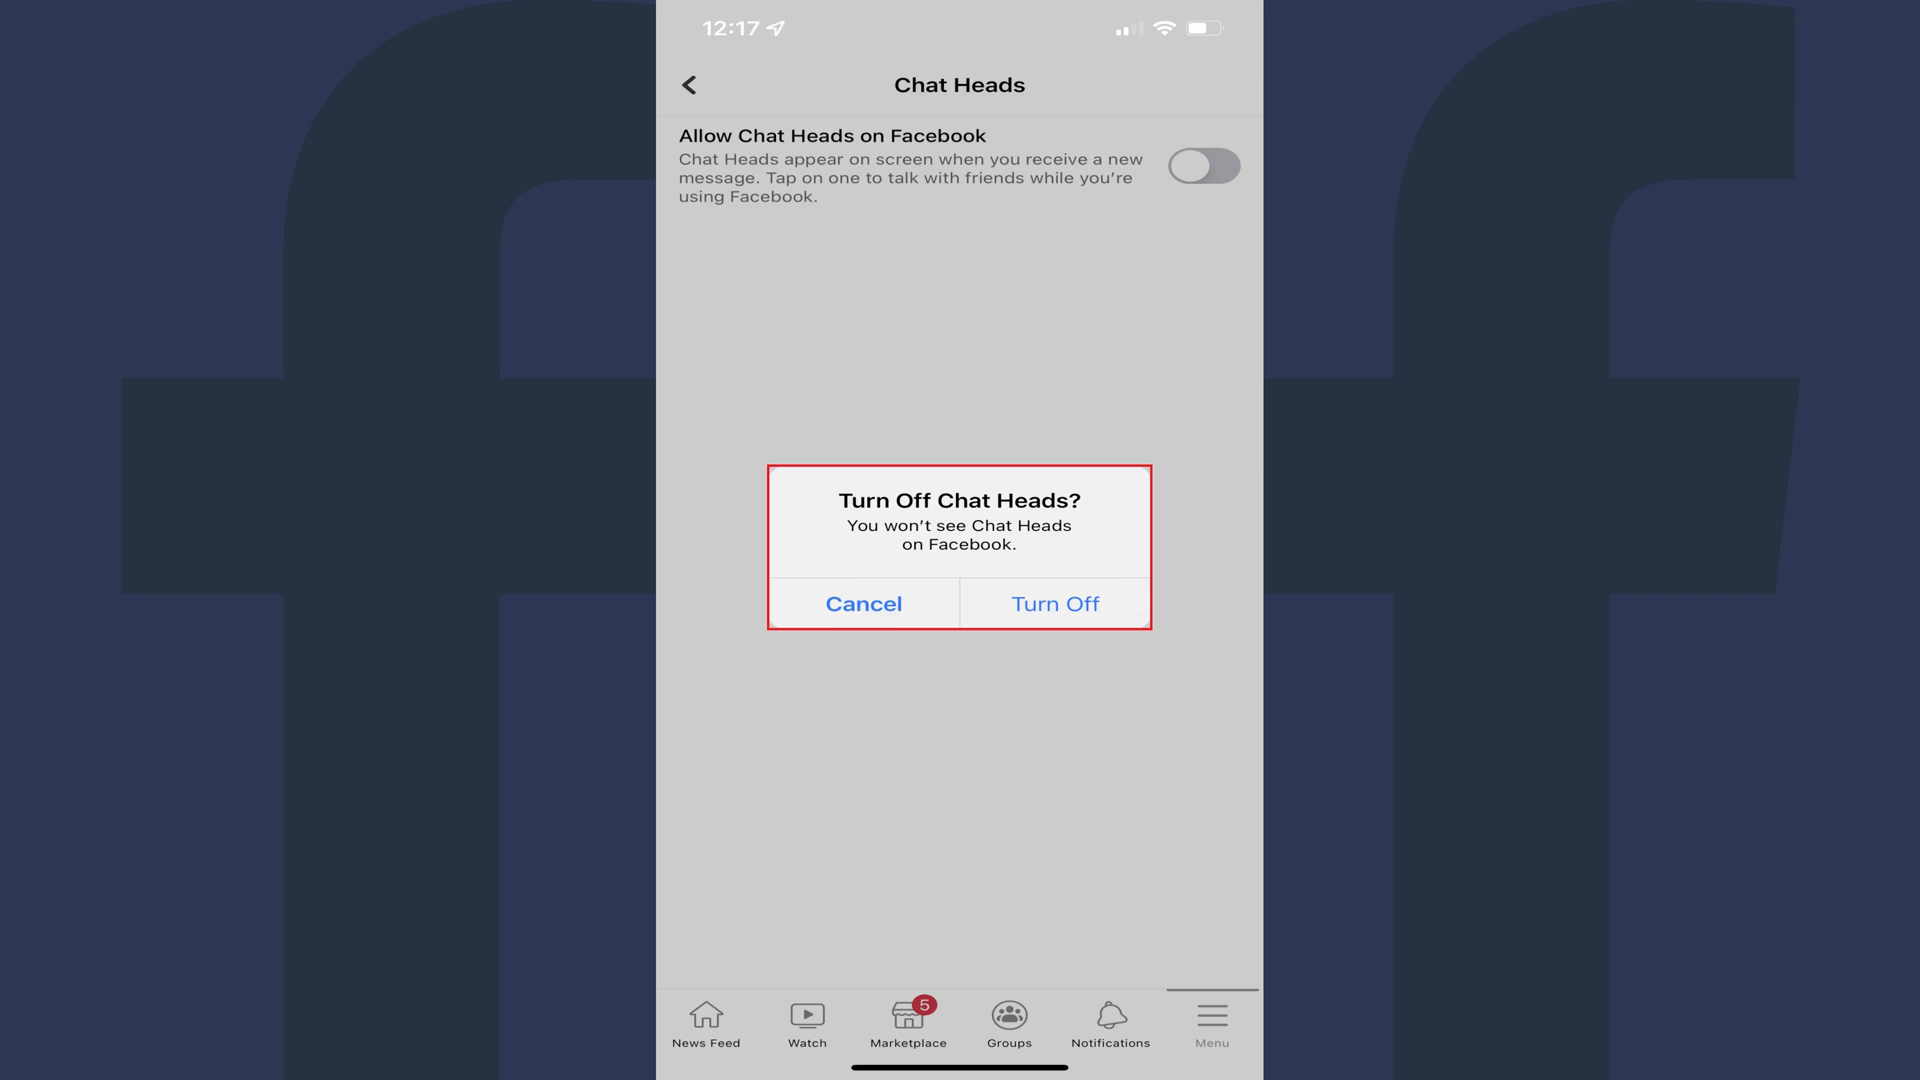 12:17
Chat Heads
Allow Chat Heads on Facebook
Chat Heads appear on screen when you receive a new
message. Tap on one to talk with friends while you’re
using Facebook.
Turn Off Chat Heads?
You won’t see Chat Heads
on Facebook.
Cancel Turn Off
5
News Feed Watch Marketplace Groups Notifications Menu